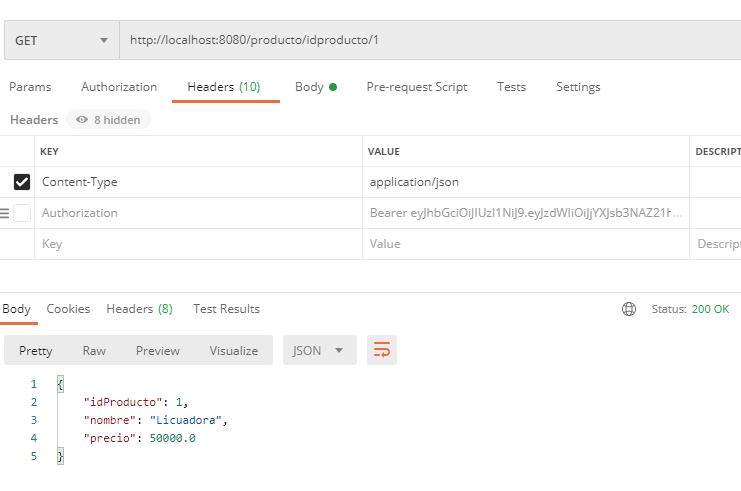 GET http://localhost:8080/producto/idproducto/1
Params Authorization Headers (10) Body Pre-request Script Tests Settings
Headers 8 hidden
KEY VALUE DESCRIPT
Content-Type application/json
Authorization Bearer
Key Value Descript
Body Cookies Headers (8) Test Results Status: 200 OK
Pretty Raw Preview Visualize JSON
1 {
2 "idProducto": 1,
3 "nombre": "Licuadora",
4 "precio": 50000.0
5 }